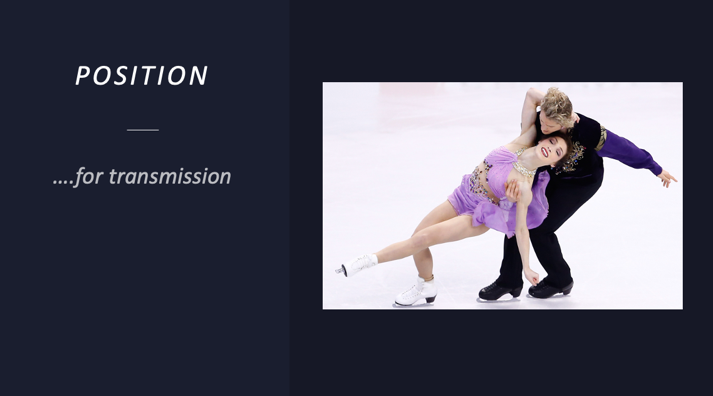 POSITION
....for transmission